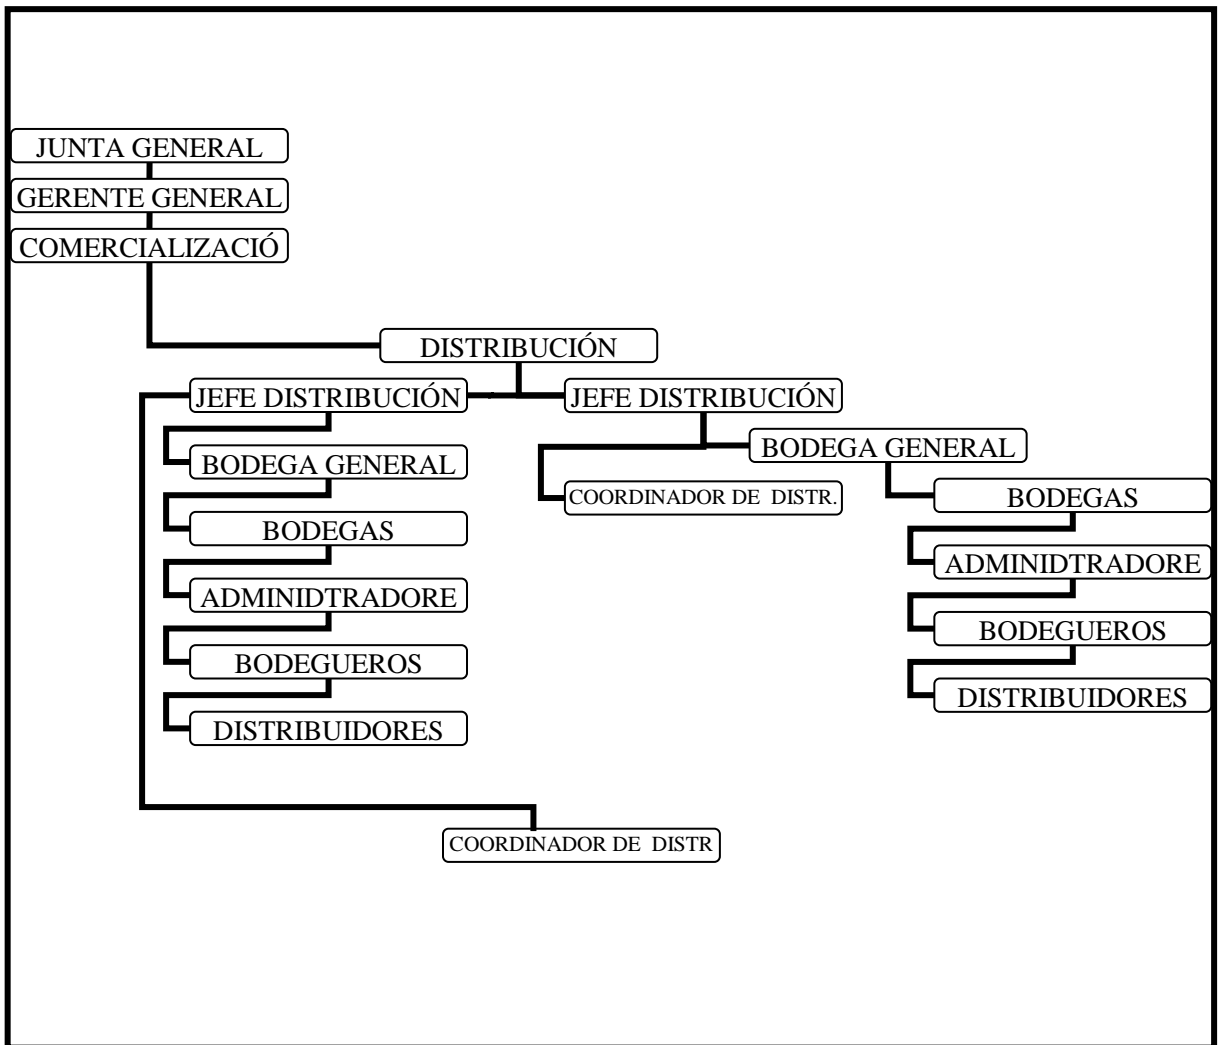 JUNTA GENERAL
GERENTE GENERAL
COMERCIALIZACIÓ
DISTRIBUCIÓN
JEFE DISTRIBUCIÓN
BODEGA GENERAL
BODEGAS
ADMINIDTRADORE
BODEGUEROS
DISTRIBUIDORES
COORDINADOR DE DISTR
JEFE DISTRIBUCIÓN
COORDINADOR DE DISTR.
BODEGA GENERAL
BODEGAS
ADMINIDTRADORE
BODEGUEROS
DISTRIBUIDORES